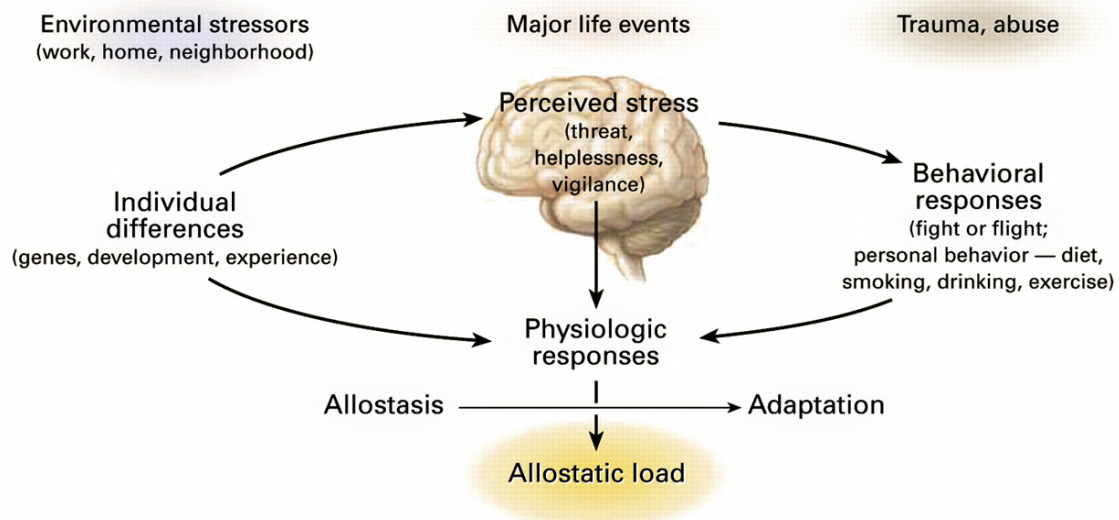 Environmental stressors
(work, home, neighborhood)
Major life events
Trauma, abuse
Perceived stress
(threat,
helplessness,
vigilance)
Individual
differences
(genes, development, experience)
Behavioral
responses
(fight or flight;
personal behavior — diet,
smoking, drinking, exercise)
Physiologic
responses
Allostasis
Adaptation
Allostatic load